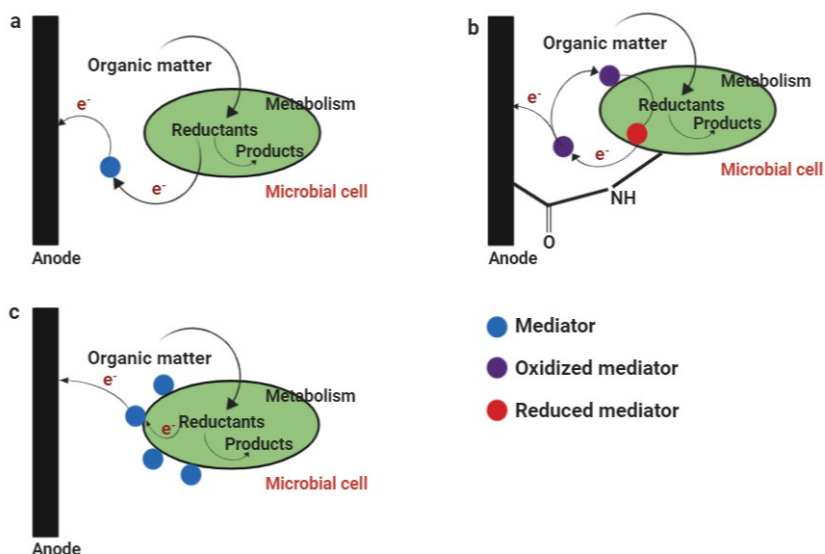 a
Organic matter
e⁻
Metabolism
Reductants
Products
e⁻
Microbial cell
Anode
b
Organic matter
Metabolism
e⁻
Reductants
Products
e⁻
Microbial cell
NH
O
Anode
c
Organic matter
e⁻
Metabolism
Reductants
e⁻
Products
Microbial cell
Anode
Mediator
Oxidized mediator
Reduced mediator